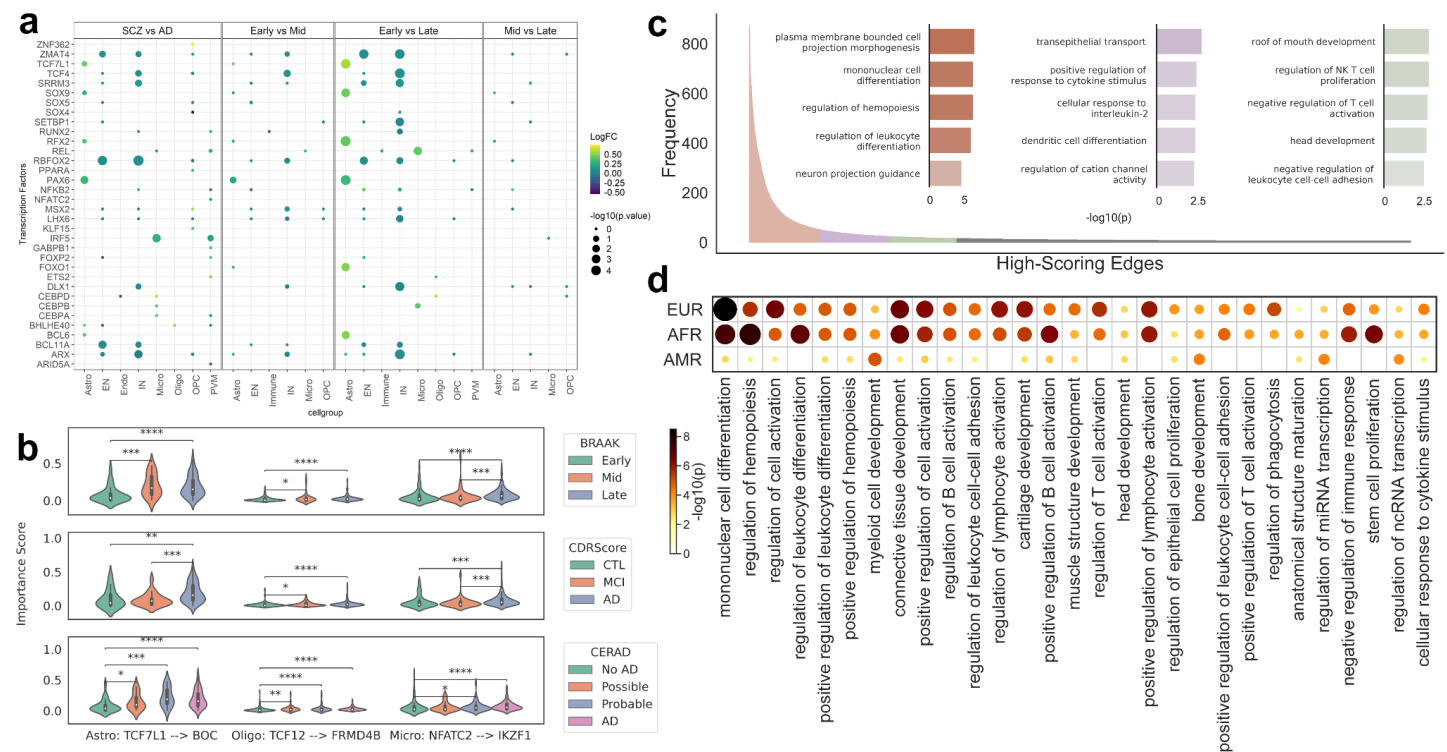 a
SCZ vs AD
Early vs Mid
Early vs Late
Mid vs Late
Transcription Factors
ZNF362
ZMAT4
TCF7L1
TCF4
SRRM3
SOX9
SOX5
SOX4
SETBP1
RUNX2
RFX2
REL
RBFOX2
PPARA
PAX6
NFKB2
NFATC2
MSX2
LHX6
KLF15
IRF5
GABPB1
FOXP2
FOXO1
ETS2
DLX1
CEBPD
CEBPB
CEBPA
BHLHE40
BCL6
BCL11A
ARX
ARID5A
Astro
EN
Endo
IN
Micro
Oligo
OPC
PVM
Astro
EN
Immune
IN
Micro
OPC
Astro
EN
Immune
IN
Micro
Oligo
OPC
PVM
Astro
EN
IN
Micro
OPC
cellgroup
LogFC
0.50
0.25
0.00
-0.25
-0.50
-log10(p.value)
0
1
2
3
4
b
Importance Score
0.5
0.0
****
***
****
*
****
***
BRAAK
Early
Mid
Late
1.0
0.5
0.0
**
***
****
*
***
***
CDRScore
CTL
MCI
AD
1.0
0.5
0.0
****
***
*
****
****
**
****
*
CERAD
No AD
Possible
Probable
AD
Astro: TCF7L1 --> BOC
Oligo: TCF12 --> FRMD4B
Micro: NFATC2 --> IKZF1
c
Frequency
800
600
400
200
0
High-Scoring Edges
plasma membrane bounded cell
projection morphogenesis
mononuclear cell
differentiation
regulation of hemopoiesis
regulation of leukocyte
differentiation
neuron projection guidance
0
5
transepithelial transport
positive regulation of
response to cytokine stimulus
cellular response to
interleukin-2
dendritic cell differentiation
regulation of cation channel
activity
0
2.5
-log10(p)
roof of mouth development
regulation of NK T cell
proliferation
negative regulation of T cell
activation
head development
negative regulation of
leukocyte cell-cell adhesion
0
2.5
d
EUR
AFR
AMR
8
6
4
2
0
-log10(p)
mononuclear cell differentiation
regulation of hemopoiesis
regulation of cell activation
regulation of leukocyte differentiation
positive regulation of leukocyte differentiation
positive regulation of hemopoiesis
myeloid cell development
connective tissue development
positive regulation of cell activation
regulation of B cell activation
regulation of leukocyte cell-cell adhesion
regulation of lymphocyte activation
cartilage development
positive regulation of B cell activation
muscle structure development
regulation of T cell activation
head development
positive regulation of lymphocyte activation
regulation of epithelial cell proliferation
bone development
positive regulation of leukocyte cell-cell adhesion
positive regulation of T cell activation
regulation of phagocytosis
anatomical structure maturation
regulation of miRNA transcription
negative regulation of immune response
stem cell proliferation
regulation of ncRNA transcription
cellular response to cytokine stimulus